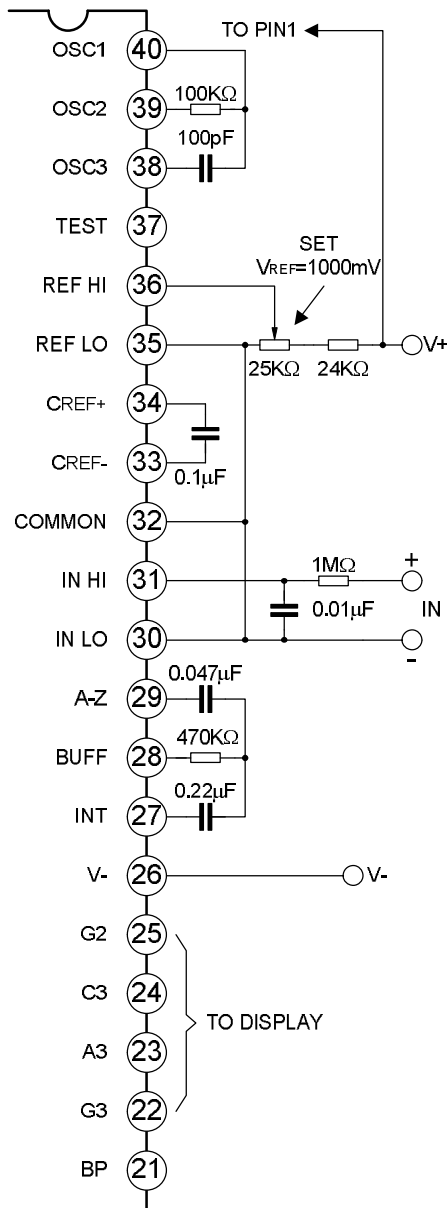 TO PIN1
OSC1 40
100KΩ
OSC2 39
100pF
OSC3 38
TEST 37
SET
VREF=1000mV
REF HI 36
REF LO 35
V+
25KΩ 24KΩ
CREF+ 34
CREF- 33
0.1µF
COMMON 32
1MΩ +
IN HI 31
0.01µF IN
IN LO 30
-
0.047µF
A-Z 29
470KΩ
BUFF 28
0.22µF
INT 27
V- 26 V-
G2 25
C3 24
TO DISPLAY
A3 23
G3 22
BP 21